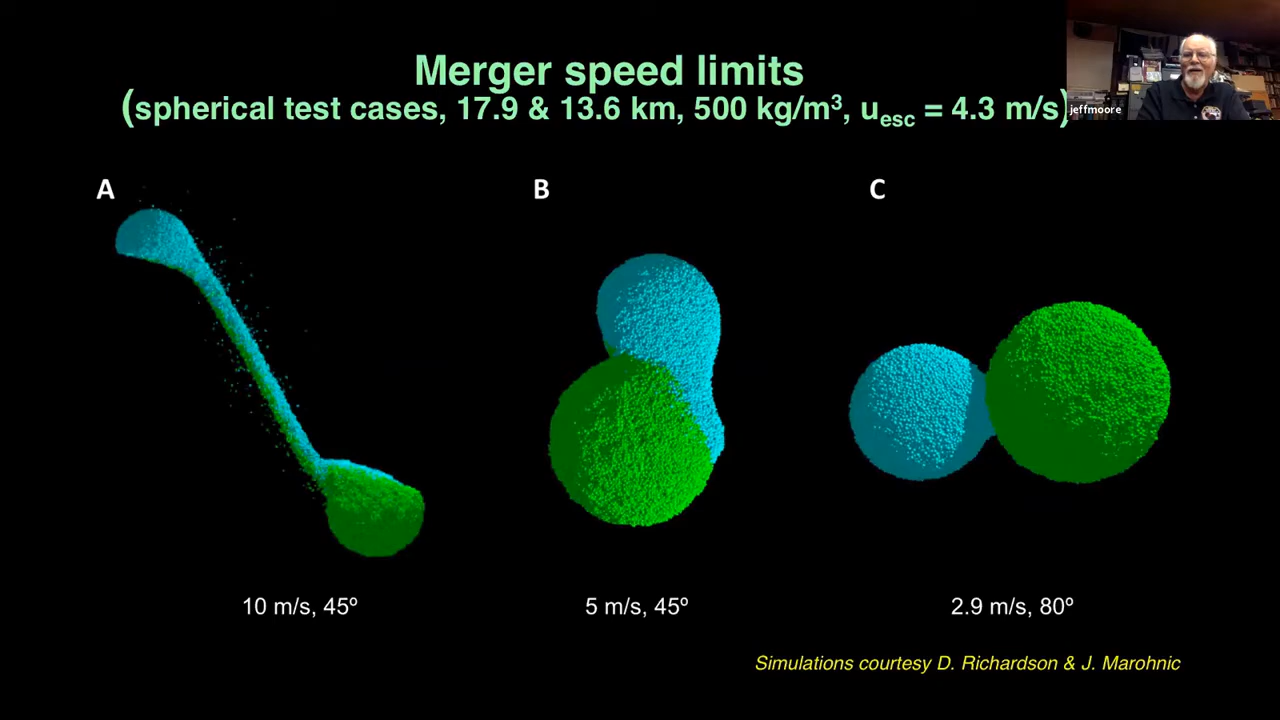 Merger speed limits
(spherical test cases, 17.9 & 13.6 km, 500 kg/m³, u_esc = 4.3 m/s)
jeffmoore
A
B
C
10 m/s, 45º
5 m/s, 45º
2.9 m/s, 80º
Simulations courtesy D. Richardson & J. Marohnic